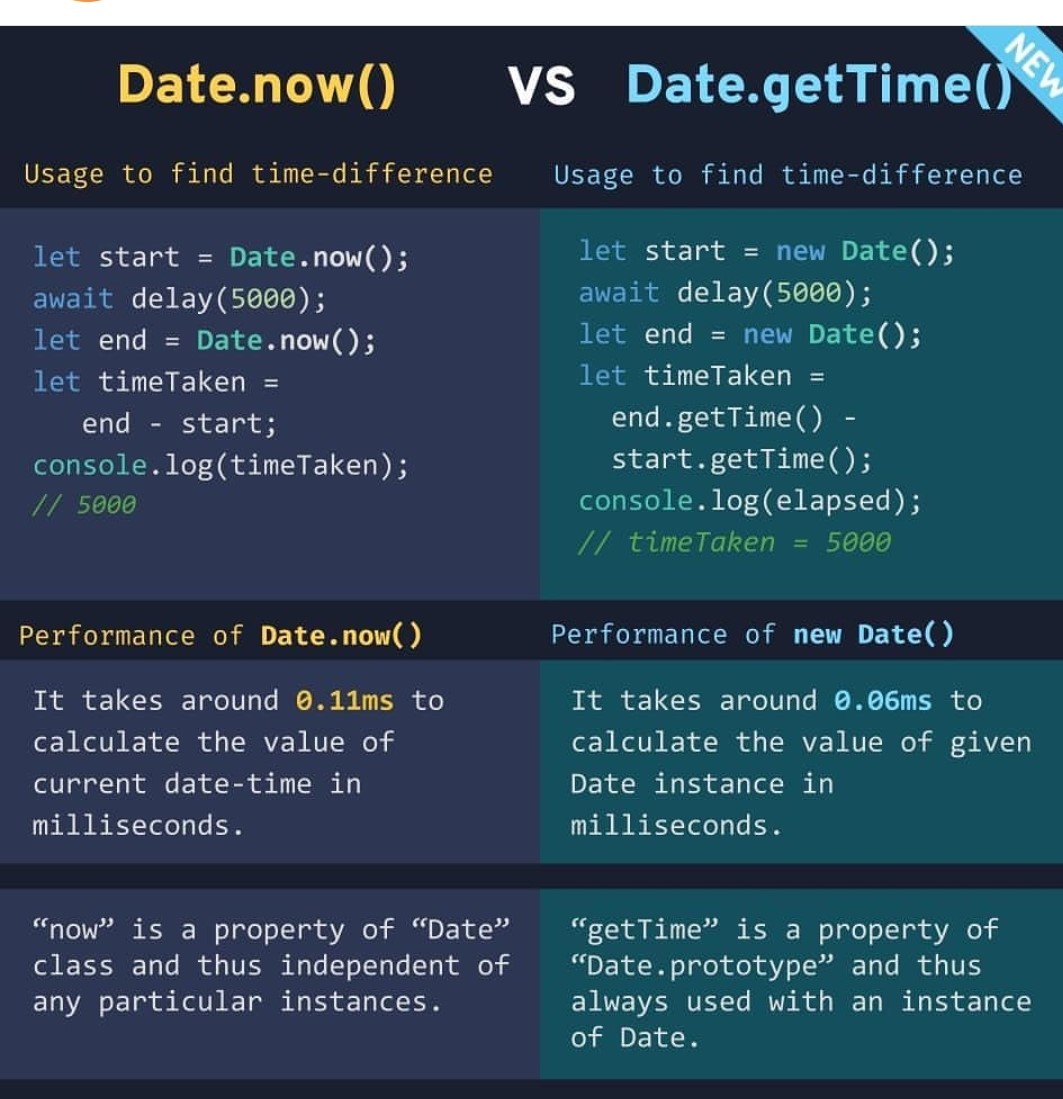 Date.now() VS Date.getTime()
NEW
Usage to find time-difference
let start = Date.now();
await delay(5000);
let end = Date.now();
let timeTaken =
end - start;
console.log(timeTaken);
// 5000
Usage to find time-difference
let start = new Date();
await delay(5000);
let end = new Date();
let timeTaken =
end.getTime() -
start.getTime();
console.log(elapsed);
// timeTaken = 5000
Performance of Date.now()
It takes around 0.11ms to
calculate the value of
current date-time in
milliseconds.
Performance of new Date()
It takes around 0.06ms to
calculate the value of given
Date instance in
milliseconds.
“now” is a property of “Date”
class and thus independent of
any particular instances.
“getTime” is a property of
“Date.prototype” and thus
always used with an instance
of Date.